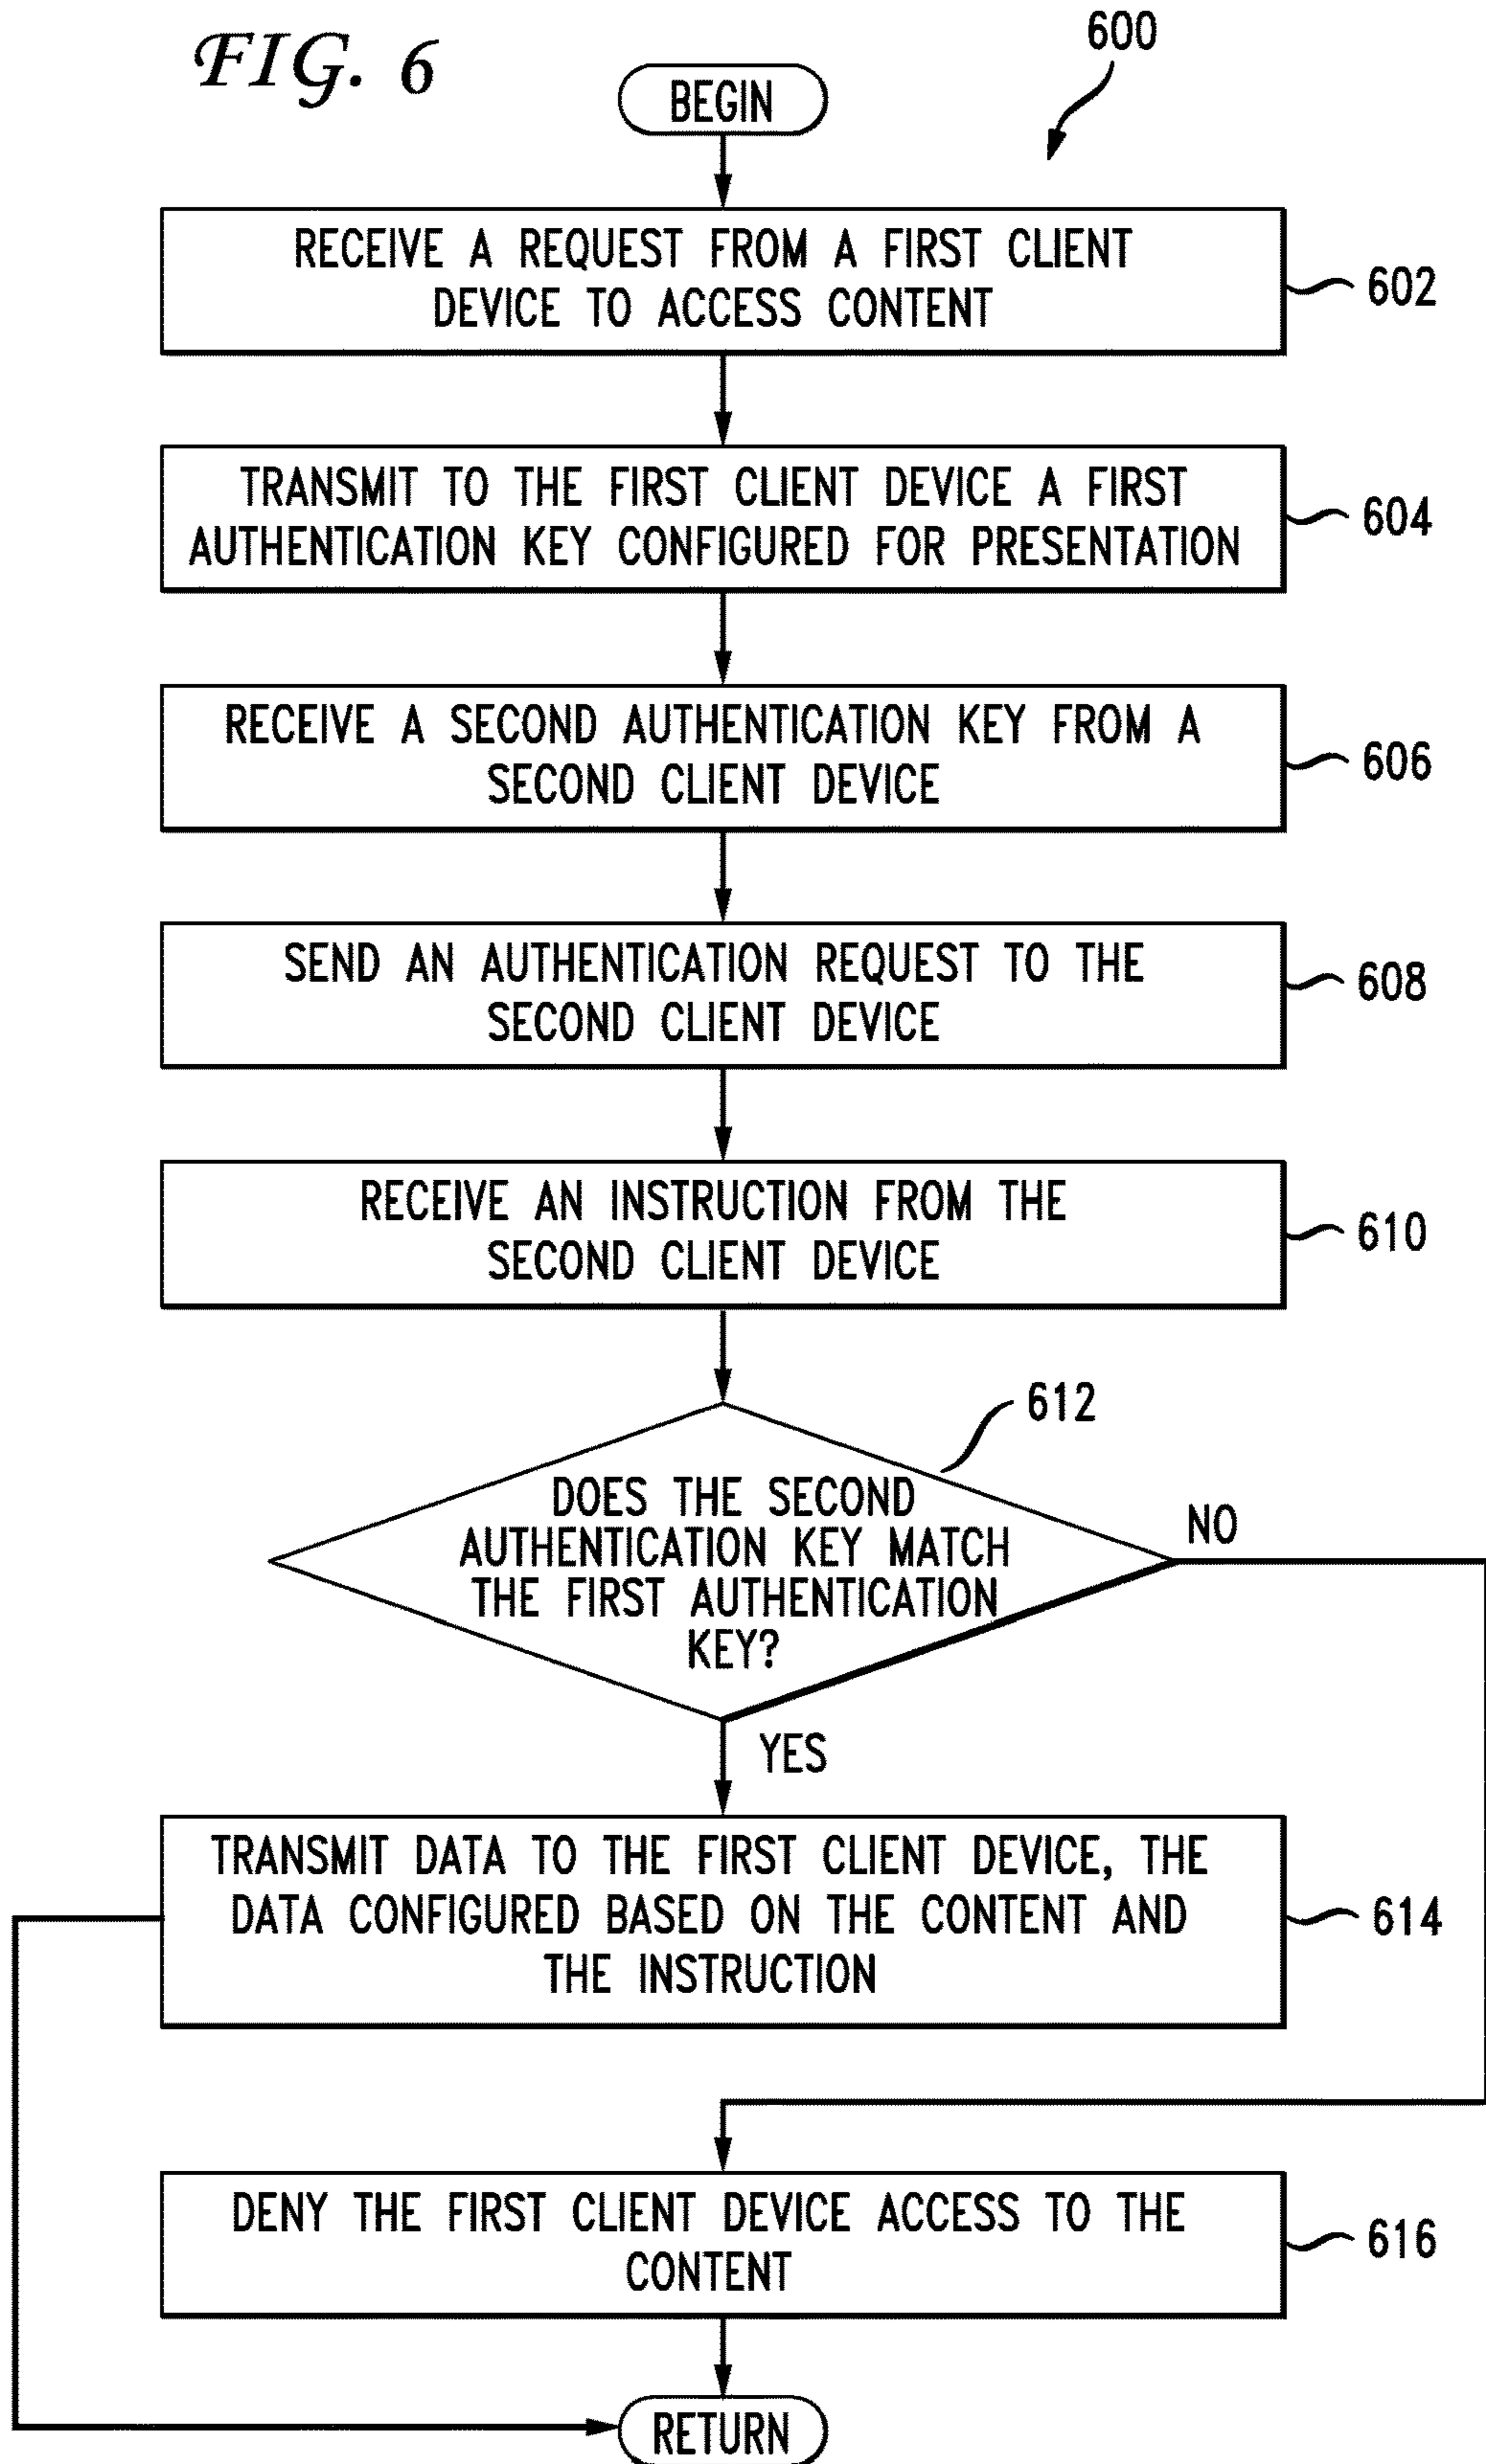 FIG. 6
600
BEGIN
RECEIVE A REQUEST FROM A FIRST CLIENT
DEVICE TO ACCESS CONTENT
602
TRANSMIT TO THE FIRST CLIENT DEVICE A FIRST
AUTHENTICATION KEY CONFIGURED FOR PRESENTATION
604
RECEIVE A SECOND AUTHENTICATION KEY FROM A
SECOND CLIENT DEVICE
606
SEND AN AUTHENTICATION REQUEST TO THE
SECOND CLIENT DEVICE
608
RECEIVE AN INSTRUCTION FROM THE
SECOND CLIENT DEVICE
610
612
DOES THE SECOND
AUTHENTICATION KEY MATCH
THE FIRST AUTHENTICATION
KEY?
NO
YES
TRANSMIT DATA TO THE FIRST CLIENT DEVICE, THE
DATA CONFIGURED BASED ON THE CONTENT AND
THE INSTRUCTION
614
DENY THE FIRST CLIENT DEVICE ACCESS TO THE
CONTENT
616
RETURN